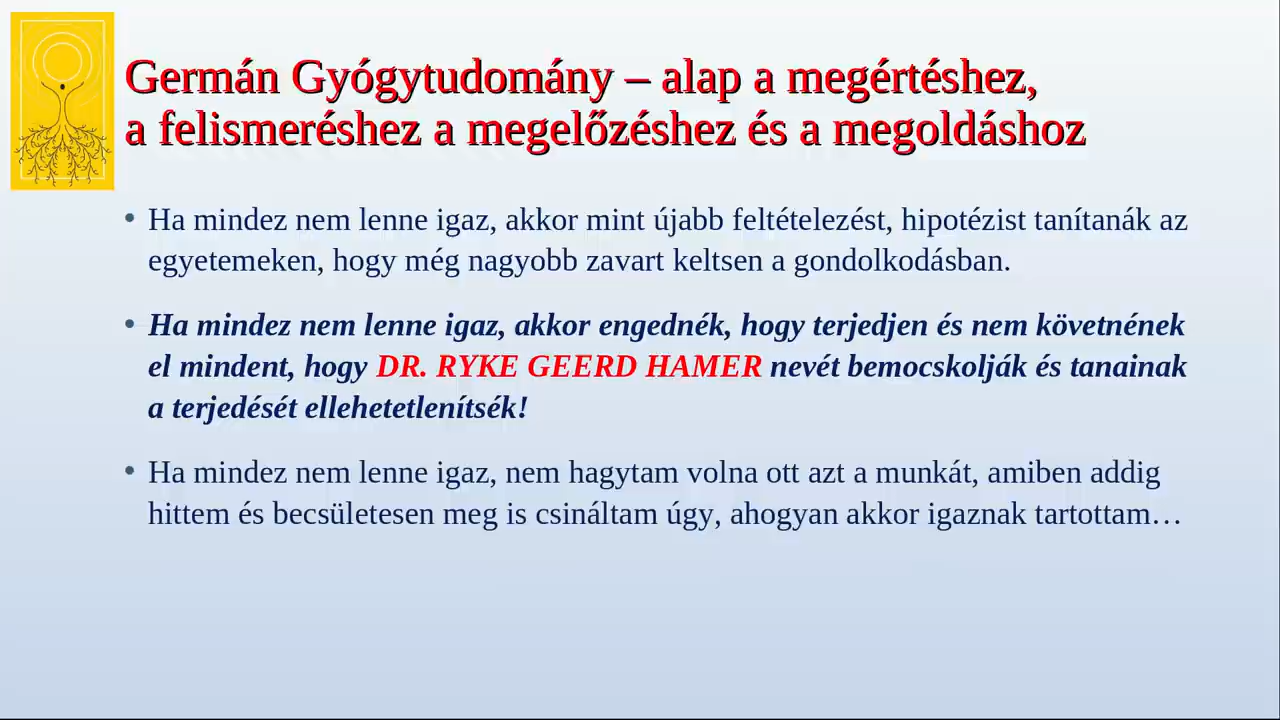 Germán Gyógytudomány – alap a megértéshez,
a felismeréshez a megelőzéshez és a megoldáshoz
• Ha mindez nem lenne igaz, akkor mint újabb feltételezést, hipotézist tanítanák az
egyetemeken, hogy még nagyobb zavart keltsen a gondolkodásban.
• Ha mindez nem lenne igaz, akkor engednék, hogy terjedjen és nem követnének
el mindent, hogy DR. RYKE GEERD HAMER nevét bemocskolják és tanainak
a terjedését ellehetetlenítsék!
• Ha mindez nem lenne igaz, nem hagytam volna ott azt a munkát, amiben addig
hittem és becsületesen meg is csináltam úgy, ahogyan akkor igaznak tartottam…